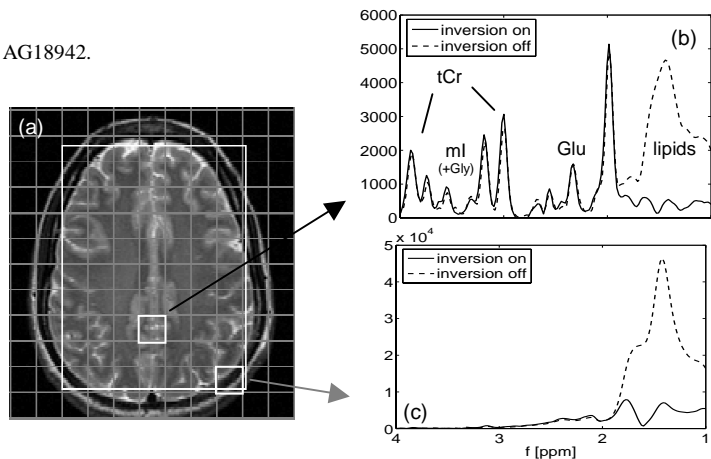 AG18942.
(a)
6000
5000
4000
3000
2000
1000
0
inversion on
inversion off
(b)
tCr
mI
(+Gly)
Glu
lipids
x 10^4
5
4
3
2
1
0
inversion on
inversion off
(c)
4 3 2 1
f [ppm]